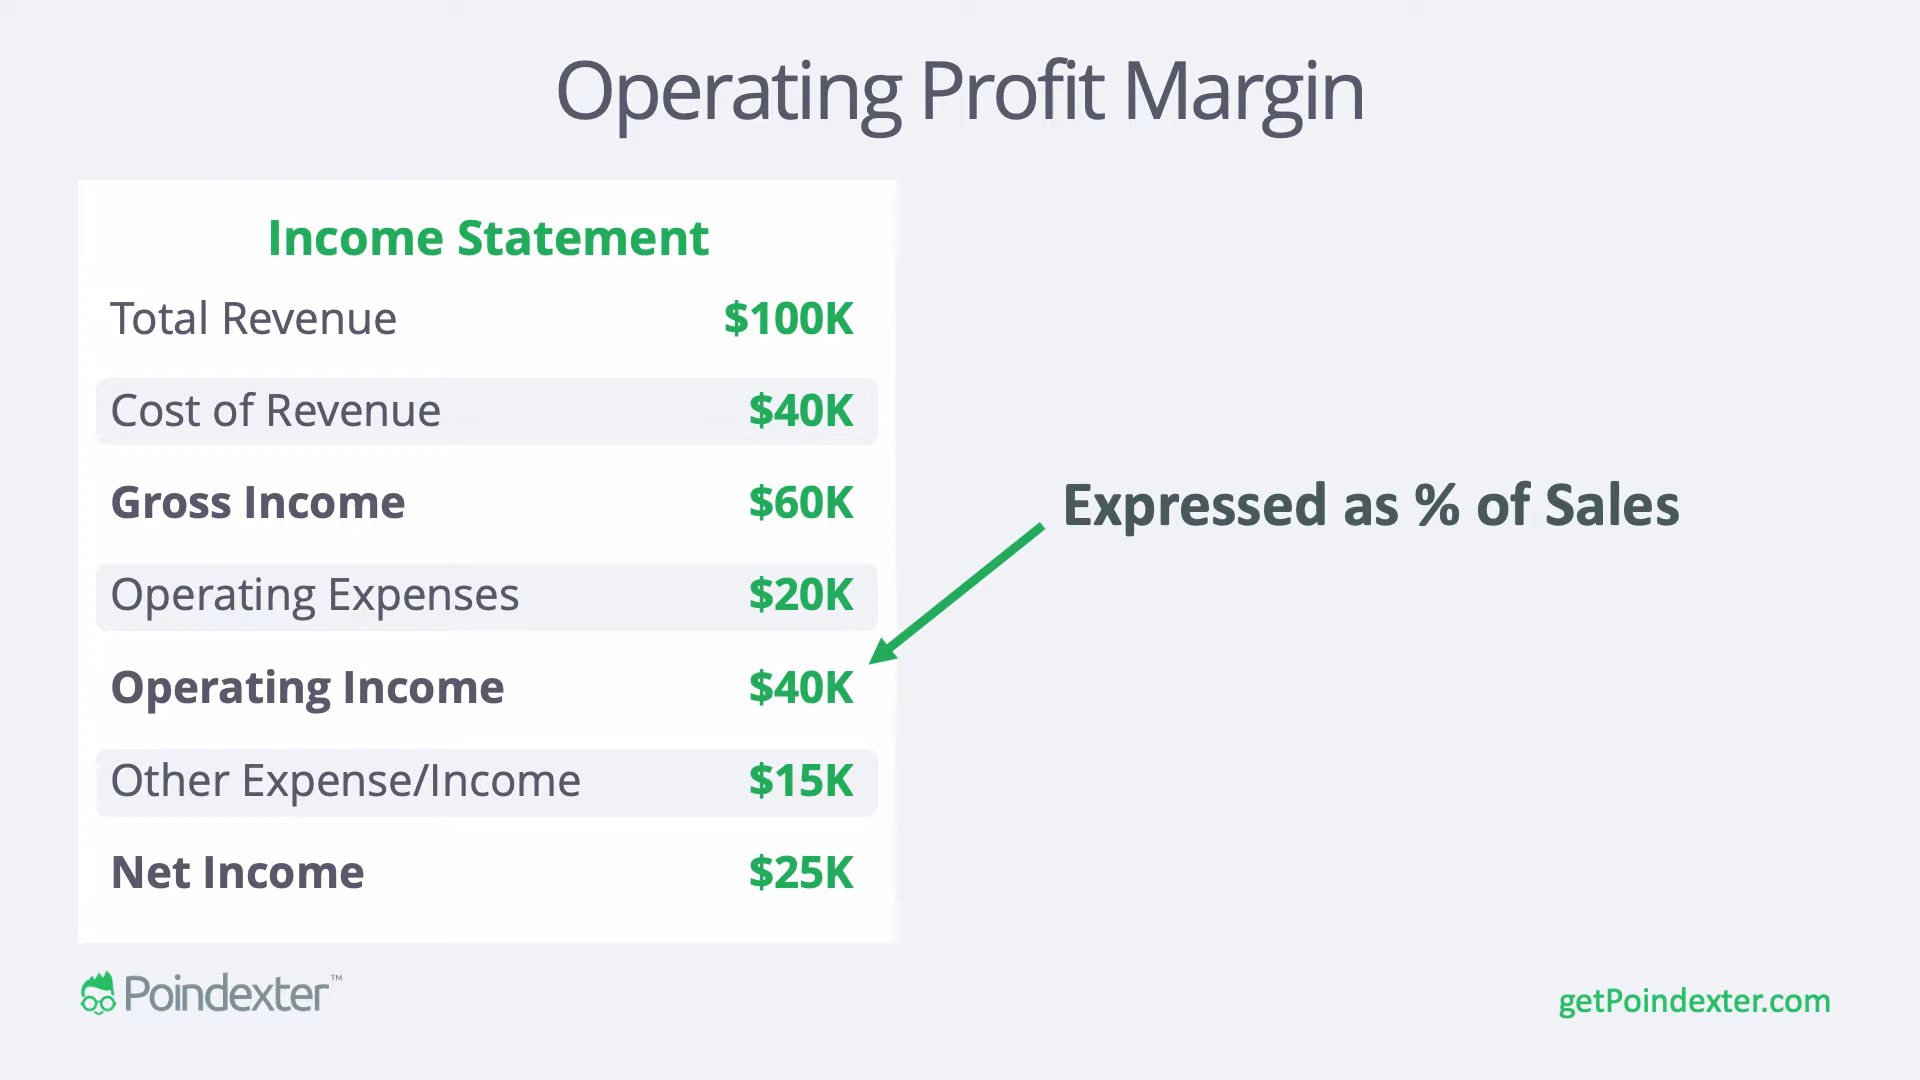 Operating Profit Margin
Income Statement
Total Revenue $100K
Cost of Revenue $40K
Gross Income $60K
Expressed as % of Sales
Operating Expenses $20K
Operating Income $40K
Other Expense/Income $15K
Net Income $25K
Poindexter™
getPoindexter.com